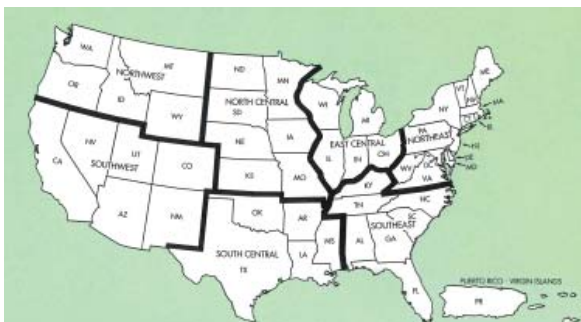 WA
MT
ND
MN
ME
NORTHWEST
OR
ID
WY
NORTH CENTRAL
SD
WI
MI
VT
NH
NY
MA
NE
IA
EAST CENTRAL
PA
NORTHEAST
NV
UT
CO
SOUTHWEST
CA
KS
MO
IL
IN
OH
WV
VA
DE
MD
KY
AZ
NM
OK
AR
TN
NC
SC
SOUTHEAST
SOUTH CENTRAL
TX
LA
MS
AL
GA
FL
PUERTO RICO - VIRGIN ISLANDS
PR